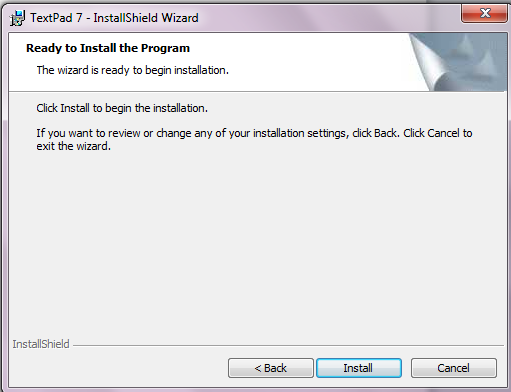 TextPad 7 - InstallShield Wizard
Ready to Install the Program
The wizard is ready to begin installation.
Click Install to begin the installation.
If you want to review or change any of your installation settings, click Back. Click Cancel to
exit the wizard.
InstallShield
< Back
Install
Cancel